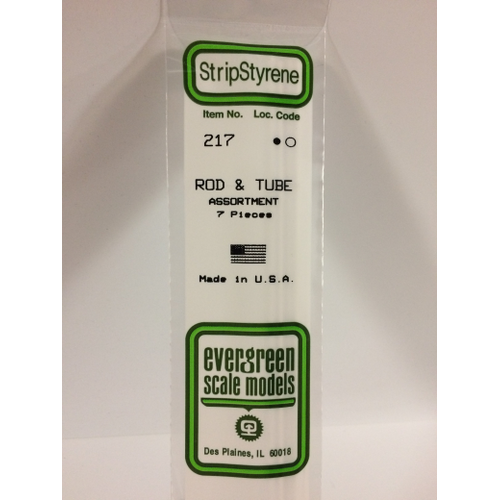 StripStyrene
Item No. Loc. Code
217
ROD & TUBE
ASSORTMENT
7 Pieces
Made in U.S.A.
evergreen
scale models
Des Plaines, IL 60018